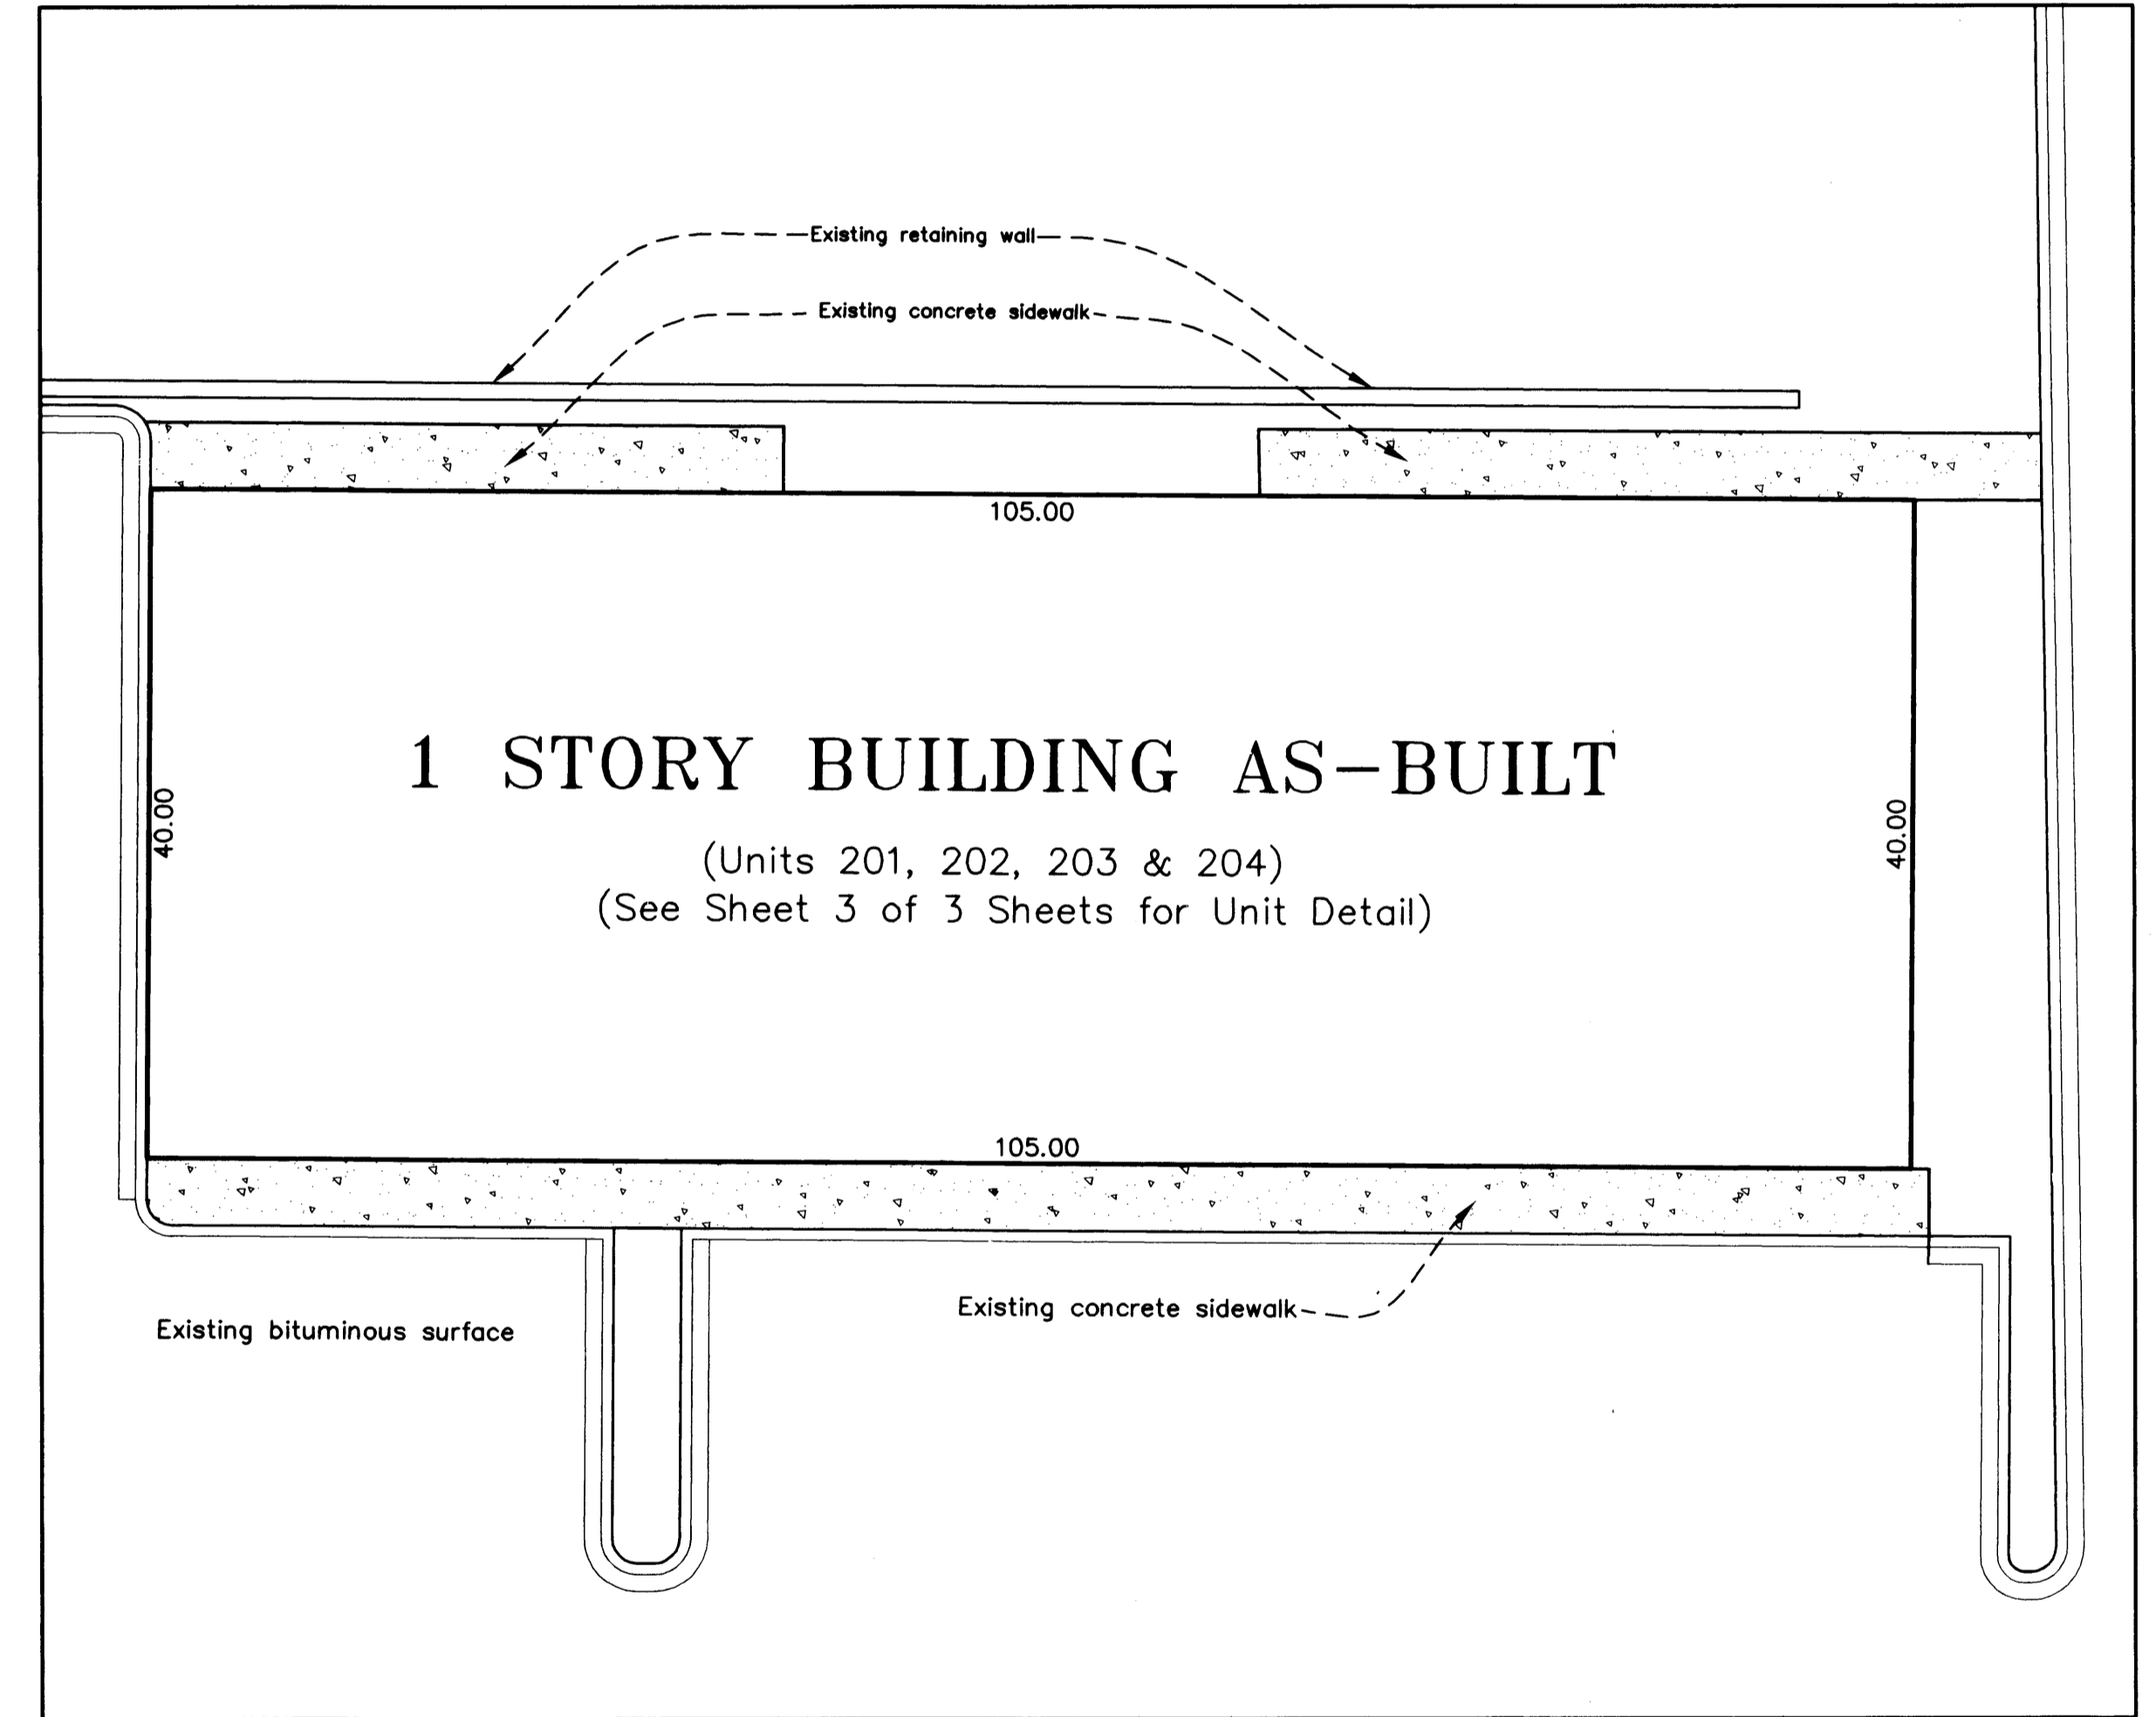 Existing retaining wall
Existing concrete sidewalk
105.00
1 STORY BUILDING AS-BUILT
40.00
40.00
(Units 201, 202, 203 & 204)
(See Sheet 3 of 3 Sheets for Unit Detail)
105.00
Existing concrete sidewalk
Existing bituminous surface